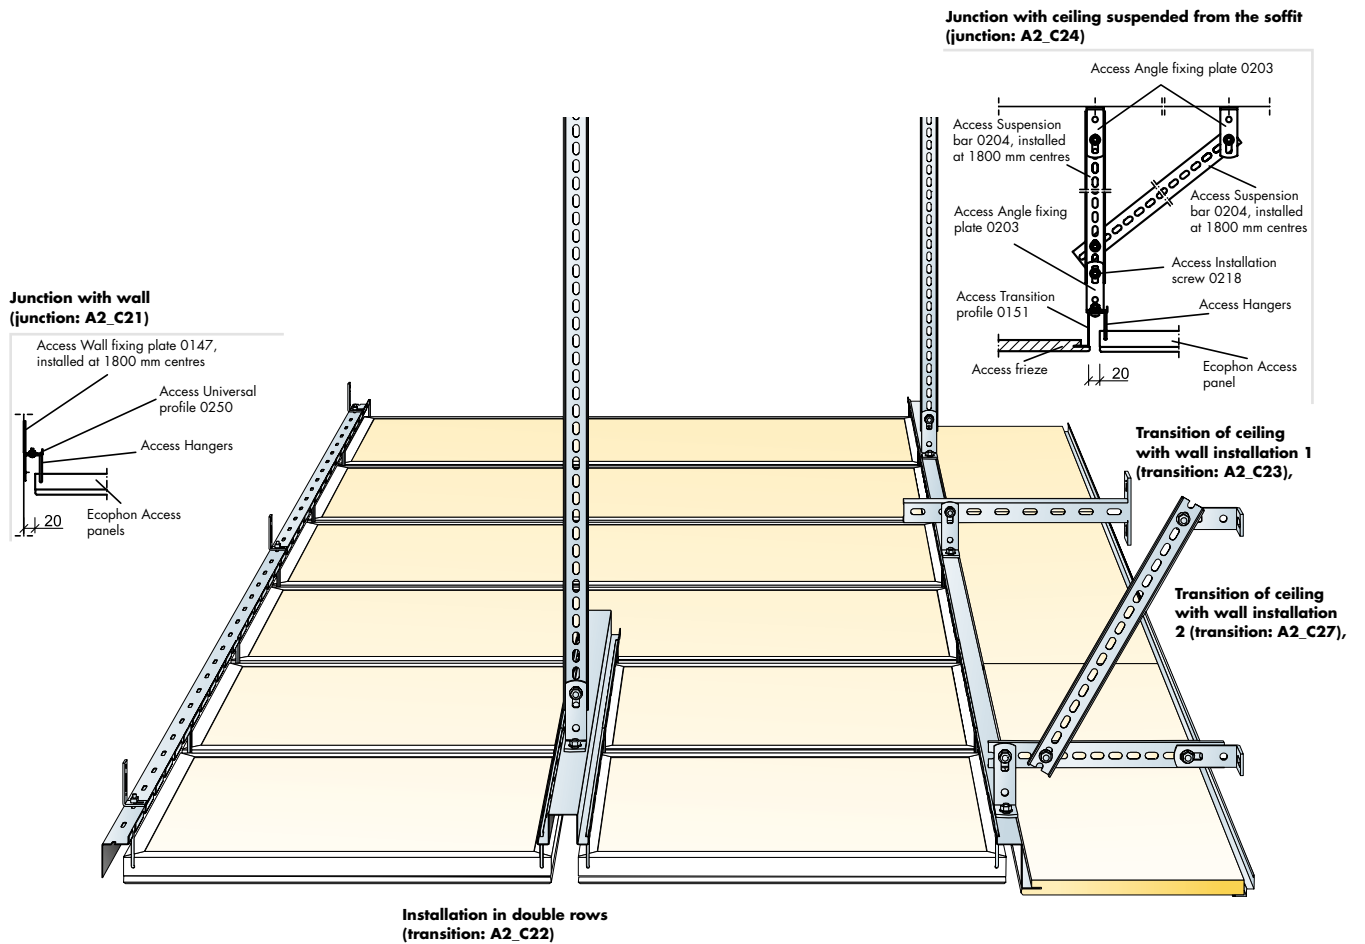 Junction with ceiling suspended from the soffit
(junction: A2_C24)
Access Angle fixing plate 0203
Access Suspension
bar 0204, installed
at 1800 mm centres
Access Suspension
bar 0204, installed
at 1800 mm centres
Access Angle fixing
plate 0203
Access Installation
screw 0218
Access Transition
profile 0151
Access Hangers
Access frieze
20
Ecophon Access
panel
Junction with wall
(junction: A2_C21)
Access Wall fixing plate 0147,
installed at 1800 mm centres
Access Universal
profile 0250
Access Hangers
20
Ecophon Access
panels
Transition of ceiling
with wall installation 1
(transition: A2_C23),
Transition of ceiling
with wall installation
2 (transition: A2_C27),
Installation in double rows
(transition: A2_C22)